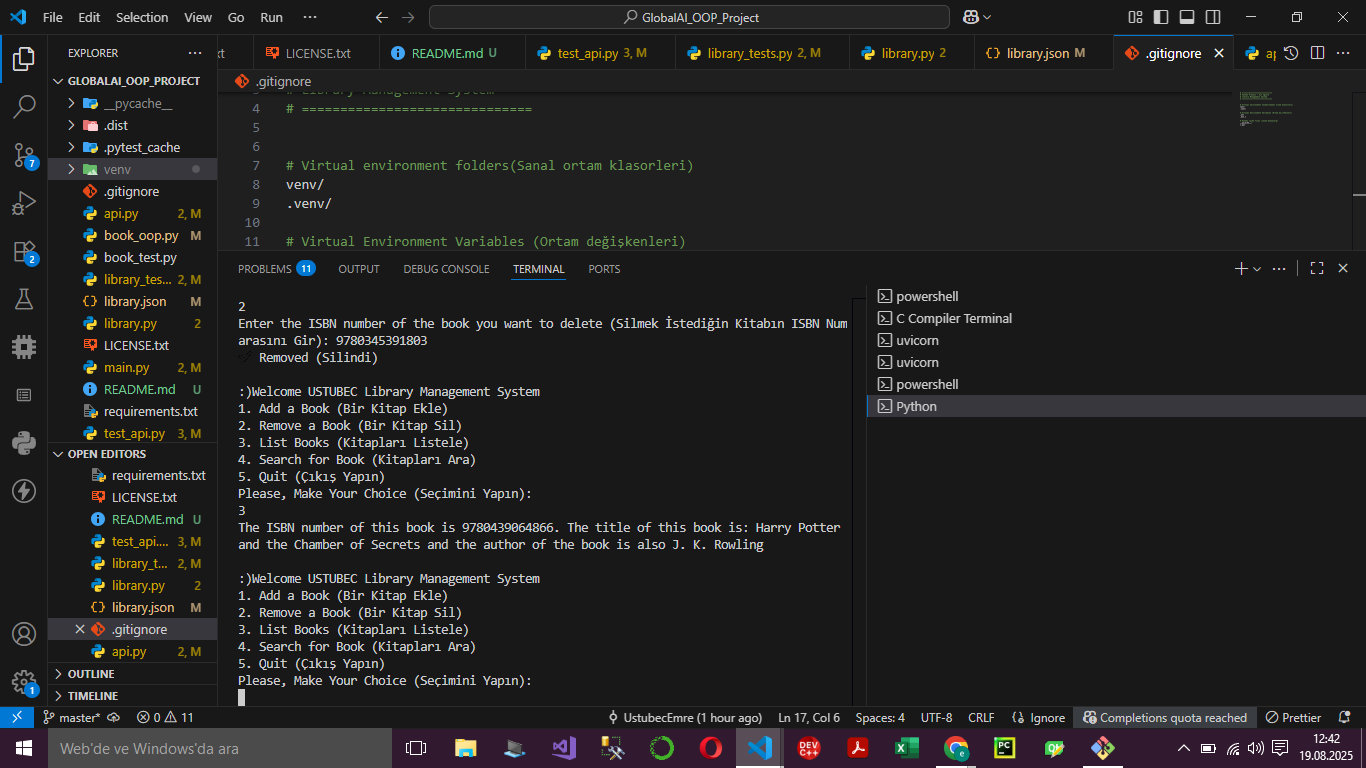 File Edit Selection View Go Run ··· GlobalAI_OOP_Project
EXPLORER ···
GLOBALAI_OOP_PROJECT
__pycache__
.dist
.pytest_cache
venv
.gitignore
api.py 2, M
book_oop.py M
book_test.py
library_tes... 2, M
library.json M
library.py 2
LICENSE.txt
main.py 2, M
README.md U
requirements.txt
test_api.py 3, M
OPEN EDITORS
requirements.txt
LICENSE.txt
README.md U
test_api.... 3, M
library_t... 2, M
library.py 2
library.json M
.gitignore
api.py 2, M
OUTLINE
TIMELINE
7
2
1
LICENSE.txt README.md U test_api.py 3, M library_tests.py 2, M library.py 2 library.json M .gitignore
.gitignore
3 # Library Management System
4 # =============================
5
6
7 # Virtual environment folders(Sanal ortam klasorleri)
8 venv/
9 .venv/
10
11 # Virtual Environment Variables (Ortam değişkenleri)
PROBLEMS 11 OUTPUT DEBUG CONSOLE TERMINAL PORTS
2
Enter the ISBN number of the book you want to delete (Silmek İstediğin Kitabın ISBN Num
arasını Gir): 9780345391803
Removed (Silindi)
:)Welcome USTUBEC Library Management System
1. Add a Book (Bir Kitap Ekle)
2. Remove a Book (Bir Kitap Sil)
3. List Books (Kitapları Listele)
4. Search for Book (Kitapları Ara)
5. Quit (Çıkış Yapın)
Please, Make Your Choice (Seçimini Yapın):
3
The ISBN number of this book is 9780439064866. The title of this book is: Harry Potter
and the Chamber of Secrets and the author of the book is also J. K. Rowling
:)Welcome USTUBEC Library Management System
1. Add a Book (Bir Kitap Ekle)
2. Remove a Book (Bir Kitap Sil)
3. List Books (Kitapları Listele)
4. Search for Book (Kitapları Ara)
5. Quit (Çıkış Yapın)
Please, Make Your Choice (Seçimini Yapın):
powershell
C Compiler Terminal
uvicorn
uvicorn
powershell
Python
master* 0 11 UstubecEmre (1 hour ago) Ln 17, Col 6 Spaces: 4 UTF-8 CRLF Ignore Completions quota reached Prettier
Web'de ve Windows'da ara
DEV C++
PC
12:42
19.08.2025